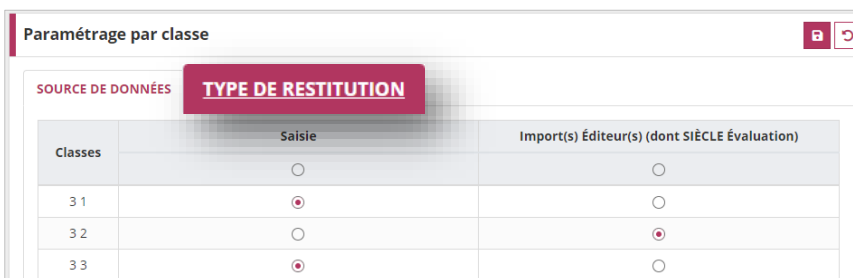 Paramétrage par classe
SOURCE DE DONNÉES TYPE DE RESTITUTION
Classes Saisie Import(s) Éditeur(s) (dont SIÈCLE Évaluation)
3 1
3 2
3 3